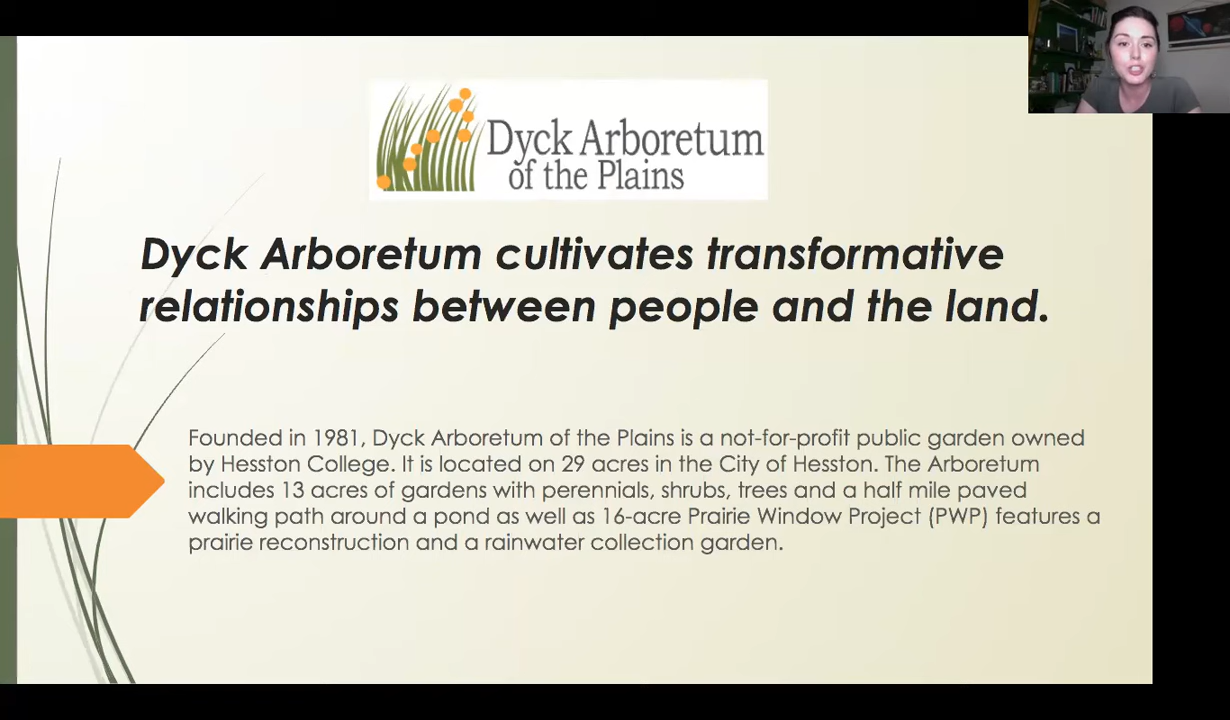 Dyck Arboretum
of the Plains
Dyck Arboretum cultivates transformative
relationships between people and the land.
Founded in 1981, Dyck Arboretum of the Plains is a not-for-profit public garden owned
by Hesston College. It is located on 29 acres in the City of Hesston. The Arboretum
includes 13 acres of gardens with perennials, shrubs, trees and a half mile paved
walking path around a pond as well as 16-acre Prairie Window Project (PWP) features a
prairie reconstruction and a rainwater collection garden.